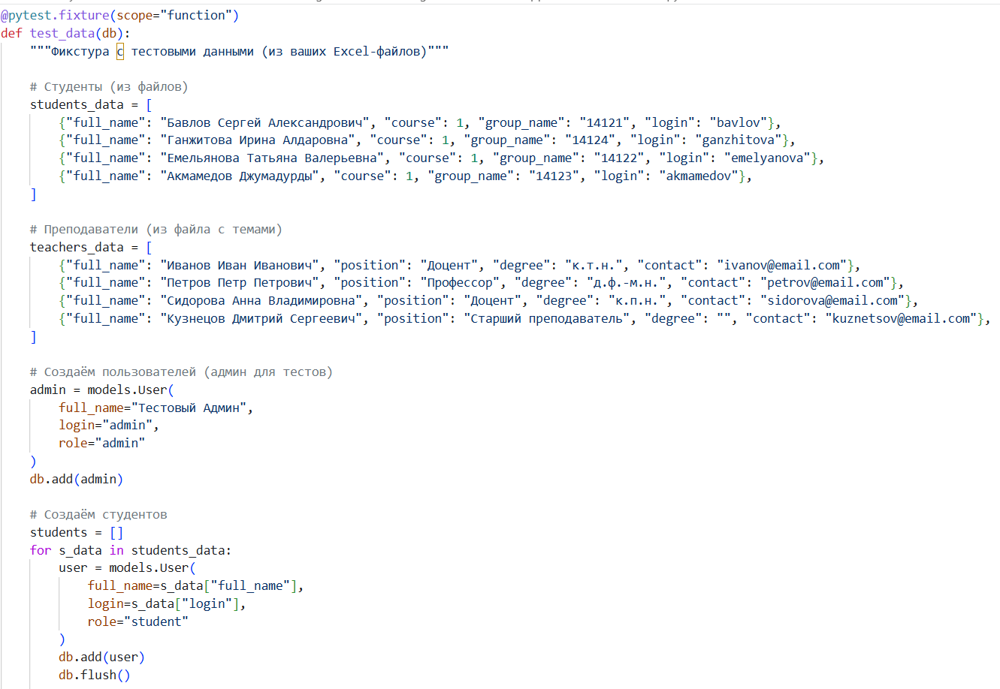 @pytest.fixture(scope="function")
def test_data(db):
    """Фикстура с тестовыми данными (из ваших Excel-файлов)"""

    # Студенты (из файлов)
    students_data = [
        {"full_name": "Бавлов Сергей Александрович", "course": 1, "group_name": "14121", "login": "bavlov"},
        {"full_name": "Ганжитова Ирина Алдаровна", "course": 1, "group_name": "14124", "login": "ganzhitova"},
        {"full_name": "Емельянова Татьяна Валерьевна", "course": 1, "group_name": "14122", "login": "emelyanova"},
        {"full_name": "Акмамедов Джумадурды", "course": 1, "group_name": "14123", "login": "akmamedov"},
    ]

    # Преподаватели (из файла с темами)
    teachers_data = [
        {"full_name": "Иванов Иван Иванович", "position": "Доцент", "degree": "к.т.н.", "contact": "ivanov@email.com"},
        {"full_name": "Петров Петр Петрович", "position": "Профессор", "degree": "д.ф.-м.н.", "contact": "petrov@email.com"},
        {"full_name": "Сидорова Анна Владимировна", "position": "Доцент", "degree": "к.п.н.", "contact": "sidorova@email.com"},
        {"full_name": "Кузнецов Дмитрий Сергеевич", "position": "Старший преподаватель", "degree": "", "contact": "kuznetsov@email.com"},
    ]

    # Создаём пользователей (админ для тестов)
    admin = models.User(
        full_name="Тестовый Админ",
        login="admin",
        role="admin"
    )
    db.add(admin)

    # Создаём студентов
    students = []
    for s_data in students_data:
        user = models.User(
            full_name=s_data["full_name"],
            login=s_data["login"],
            role="student"
        )
        db.add(user)
        db.flush()